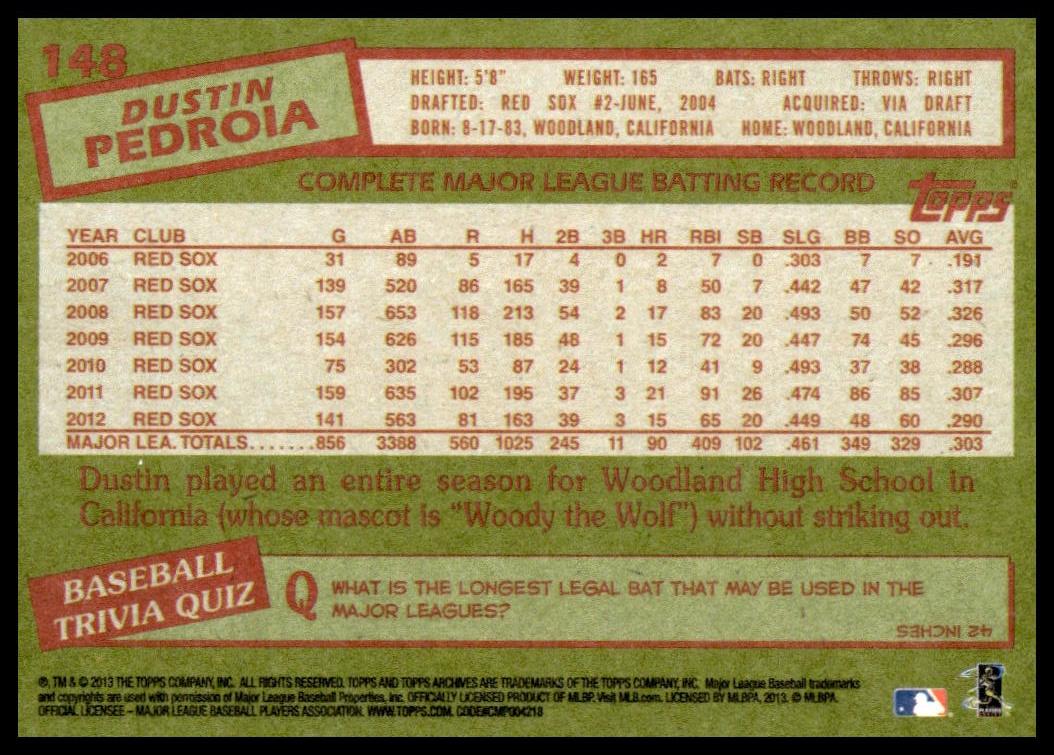 148
DUSTIN
PEDROIA
HEIGHT: 5'8" WEIGHT: 165 BATS: RIGHT THROWS: RIGHT
DRAFTED: RED SOX #2-JUNE, 2004 ACQUIRED: VIA DRAFT
BORN: 8-17-83, WOODLAND, CALIFORNIA HOME: WOODLAND, CALIFORNIA
COMPLETE MAJOR LEAGUE BATTING RECORD
topps
YEAR CLUB G AB R H 2B 3B HR RBI SB SLG BB SO AVG
2006 RED SOX 31 89 5 17 4 0 2 7 0 .303 7 7 .191
2007 RED SOX 139 520 86 165 39 1 8 50 7 .442 47 42 .317
2008 RED SOX 157 653 118 213 54 2 17 83 20 .493 50 52 .326
2009 RED SOX 154 626 115 185 48 1 15 72 20 .447 74 45 .296
2010 RED SOX 75 302 53 87 24 1 12 41 9 .493 37 38 .288
2011 RED SOX 159 635 102 195 37 3 21 91 26 .474 86 85 .307
2012 RED SOX 141 563 81 163 39 3 15 65 20 .449 48 60 .290
MAJOR LEA. TOTALS.......856 3388 560 1025 245 11 90 409 102 .461 349 329 .303
Dustin played an entire season for Woodland High School in
California (whose mascot is "Woody the Wolf") without striking out.
BASEBALL
TRIVIA QUIZ
Q WHAT IS THE LONGEST LEGAL BAT THAT MAY BE USED IN THE
MAJOR LEAGUES?
42 INCHES
®, TM & © 2013 THE TOPPS COMPANY, INC. ALL RIGHTS RESERVED. TOPPS AND TOPPS ARCHIVES ARE TRADEMARKS OF THE TOPPS COMPANY, INC. Major League Baseball trademarks
and copyrights are used with permission of Major League Baseball Properties, Inc. OFFICIALLY LICENSED PRODUCT OF MLBP. Visit MLB.com. LICENSED BY MLBPA, 2013. © MLBPA.
OFFICIAL LICENSEE – MAJOR LEAGUE BASEBALL PLAYERS ASSOCIATION. WWW.TOPPS.COM. CODE#CMP004218